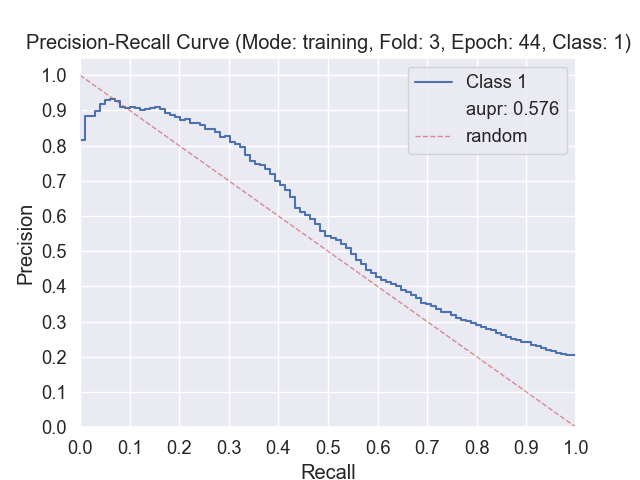 Precision-Recall Curve (Mode: training, Fold: 3, Epoch: 44, Class: 1)
Class 1
aupr: 0.576
random
Precision
1.0
0.9
0.8
0.7
0.6
0.5
0.4
0.3
0.2
0.1
0.0
0.0 0.1 0.2 0.3 0.4 0.5 0.6 0.7 0.8 0.9 1.0
Recall